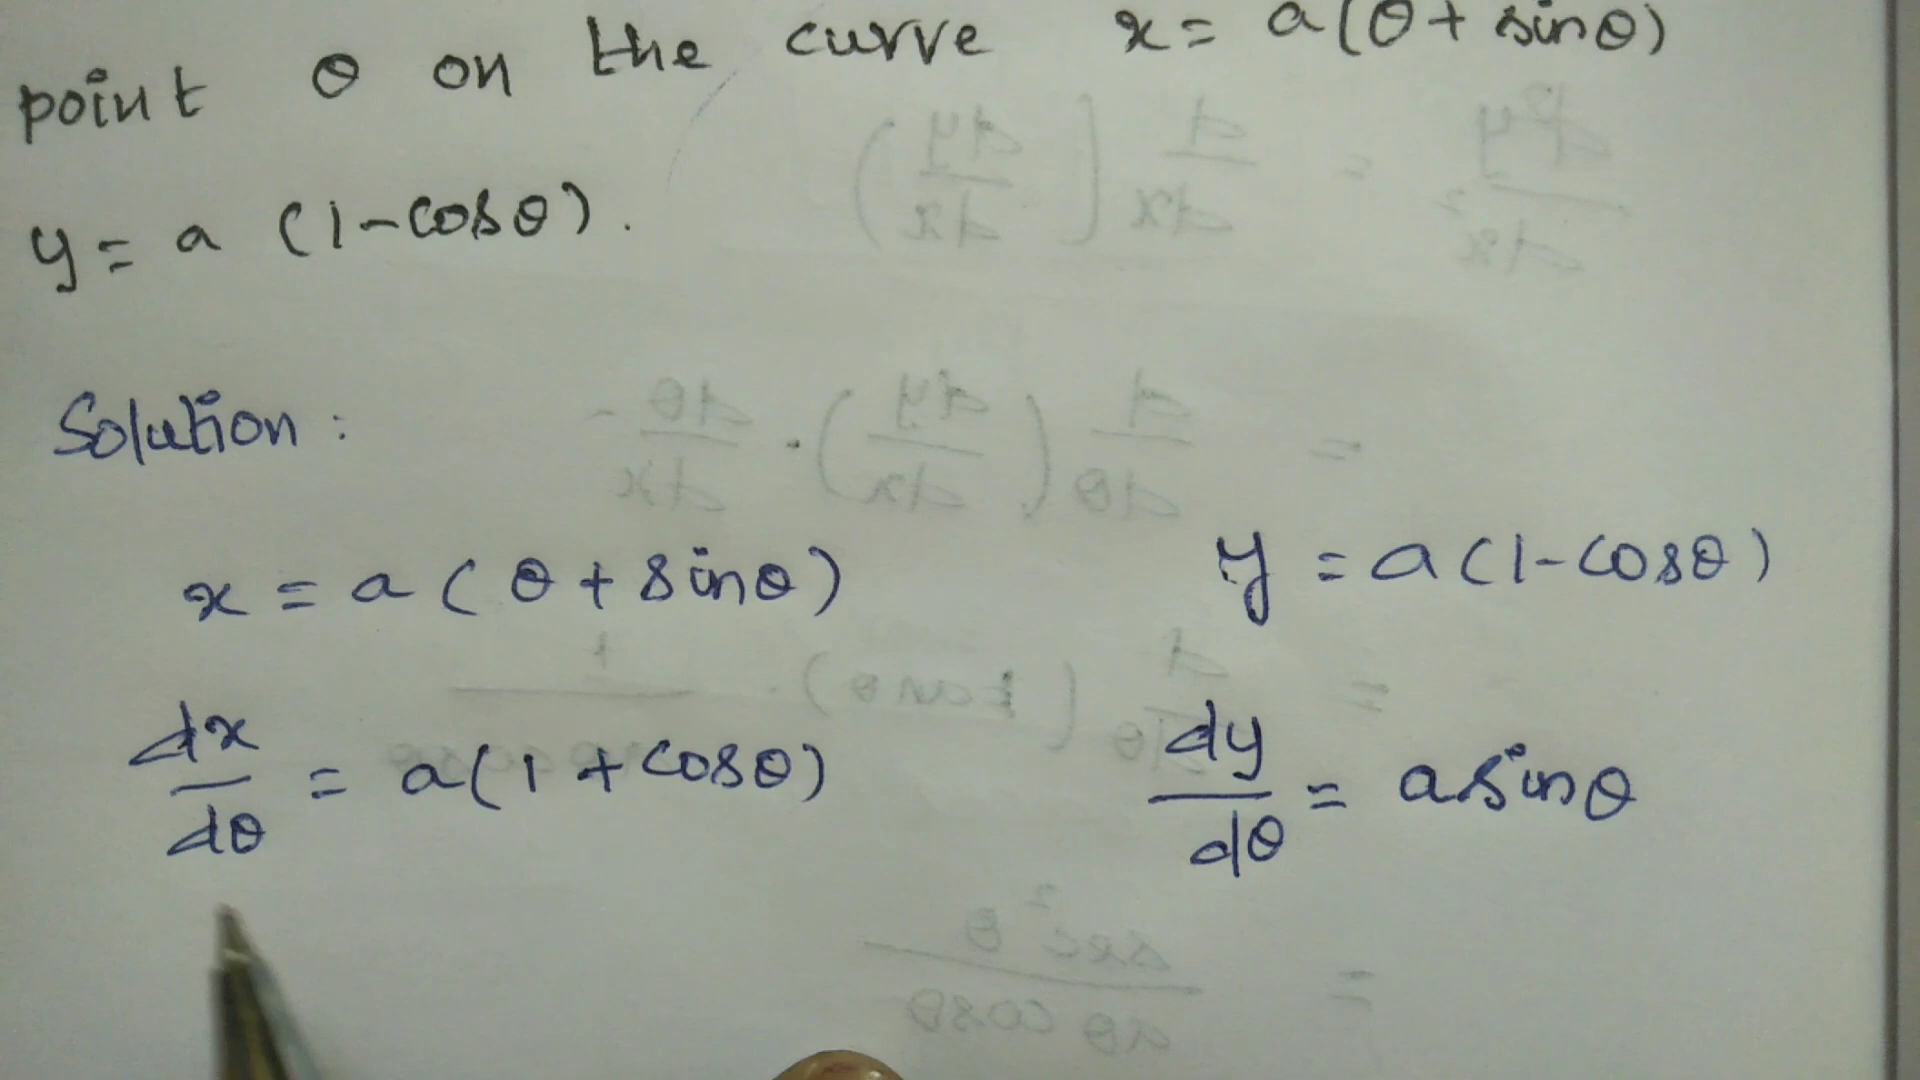 point θ on the curve x = a(θ + sinθ)
y = a (1-cosθ).
Solution :
x = a (θ + sinθ) y = a(1-cosθ)
dx/dθ = a(1 + cosθ) dy/dθ = a sinθ